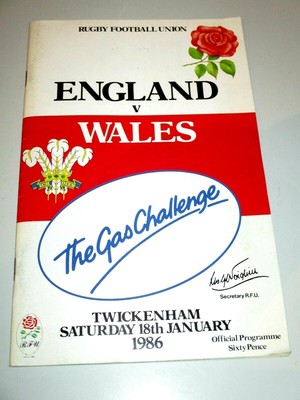 RUGBY FOOTBALL UNION
ENGLAND
v
WALES
The Gas Challenge
Secretary R.F.U.
TWICKENHAM
SATURDAY 18th JANUARY
1986
Official Programme
Sixty Pence
R.F.U.